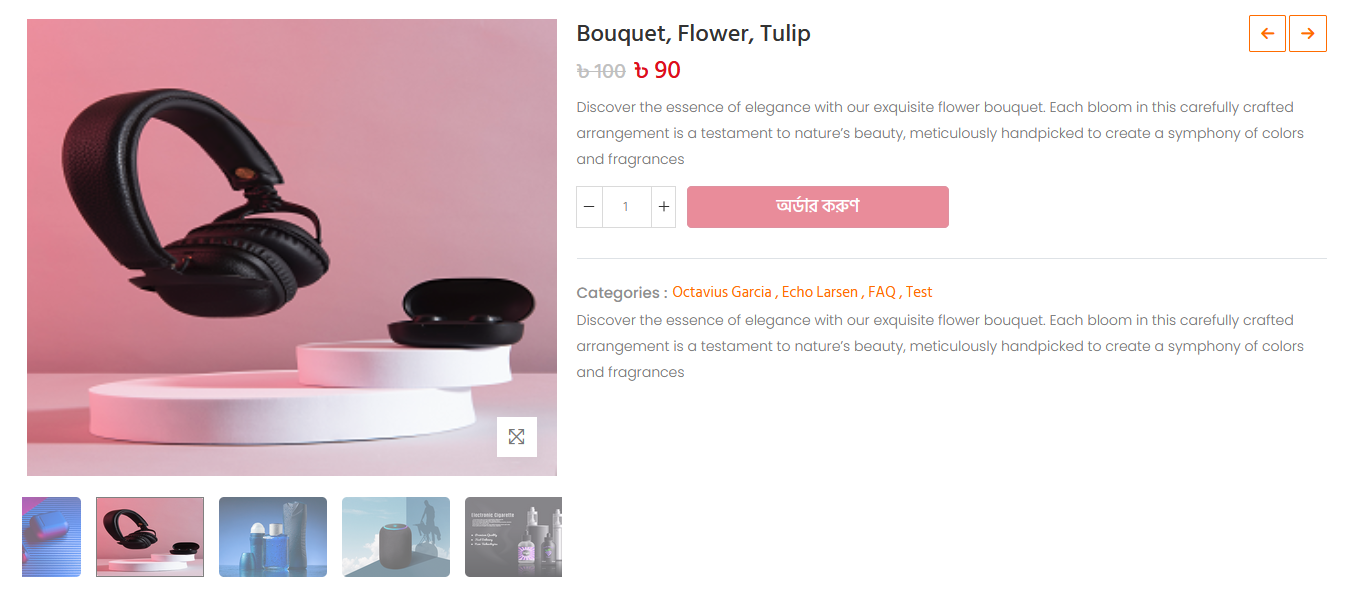 Bouquet, Flower, Tulip
৳ 100 ৳ 90
Discover the essence of elegance with our exquisite flower bouquet. Each bloom in this carefully crafted
arrangement is a testament to nature’s beauty, meticulously handpicked to create a symphony of colors
and fragrances
− 1 + অর্ডার করুণ
Categories : Octavius Garcia , Echo Larsen , FAQ , Test
Discover the essence of elegance with our exquisite flower bouquet. Each bloom in this carefully crafted
arrangement is a testament to nature’s beauty, meticulously handpicked to create a symphony of colors
and fragrances
Electronic Cigarette